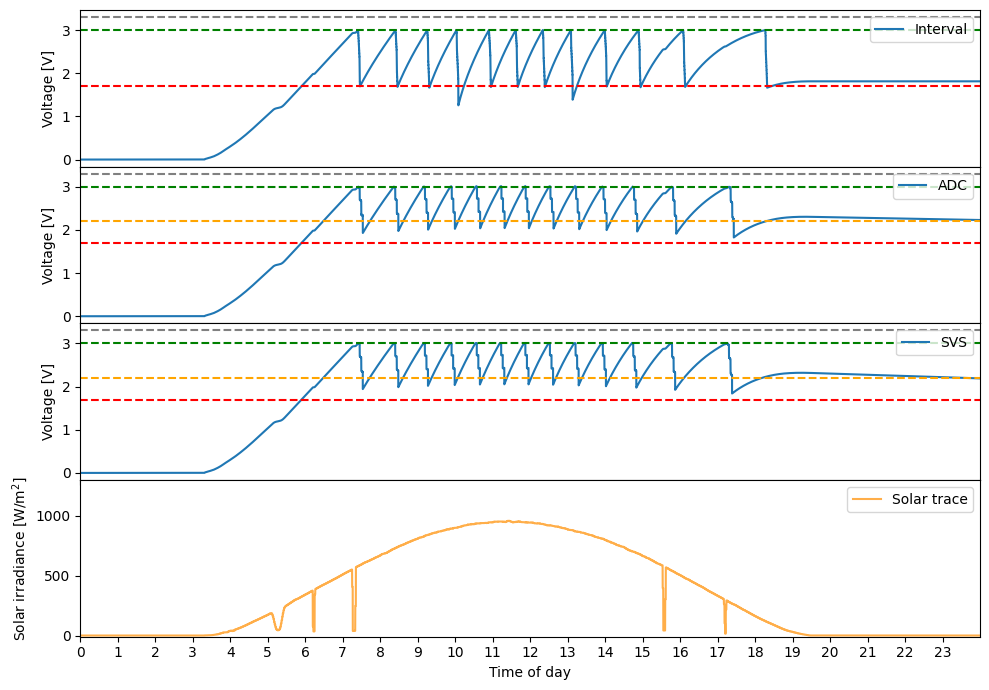 Voltage [V]
3
2
1
0
Interval
Voltage [V]
3
2
1
0
ADC
Voltage [V]
3
2
1
0
SVS
Solar irradiance [W/m²]
1000
500
0
Solar trace
0 1 2 3 4 5 6 7 8 9 10 11 12 13 14 15 16 17 18 19 20 21 22 23
Time of day